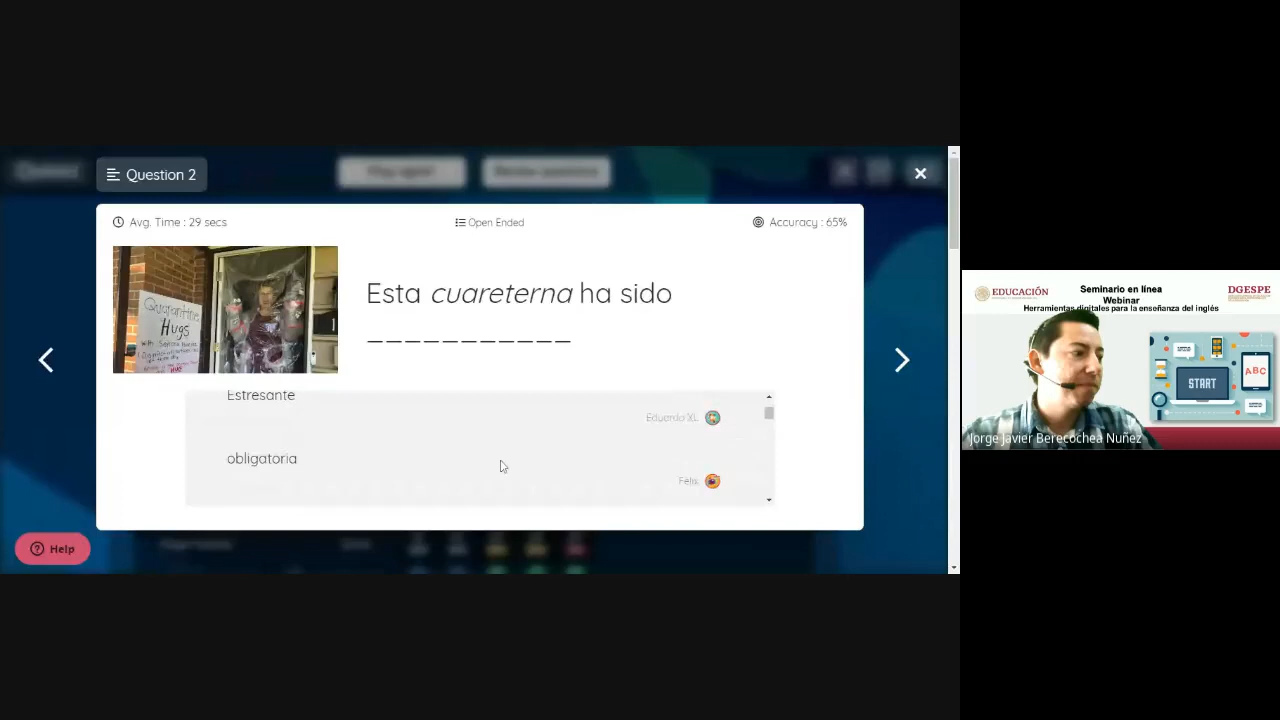 Question 2
Avg. Time : 29 secs
Open Ended
Accuracy : 65%
Quarantine
Hugs
Esta cuareterna ha sido
___________
Estresante
Eduardo XL
obligatoria
Felix
Help
EDUCACIÓN
Seminario en línea
Webinar
Herramientas digitales para la enseñanza del inglés
DGESPE
START
ABC
Jorge Javier Berecochea Nuñez